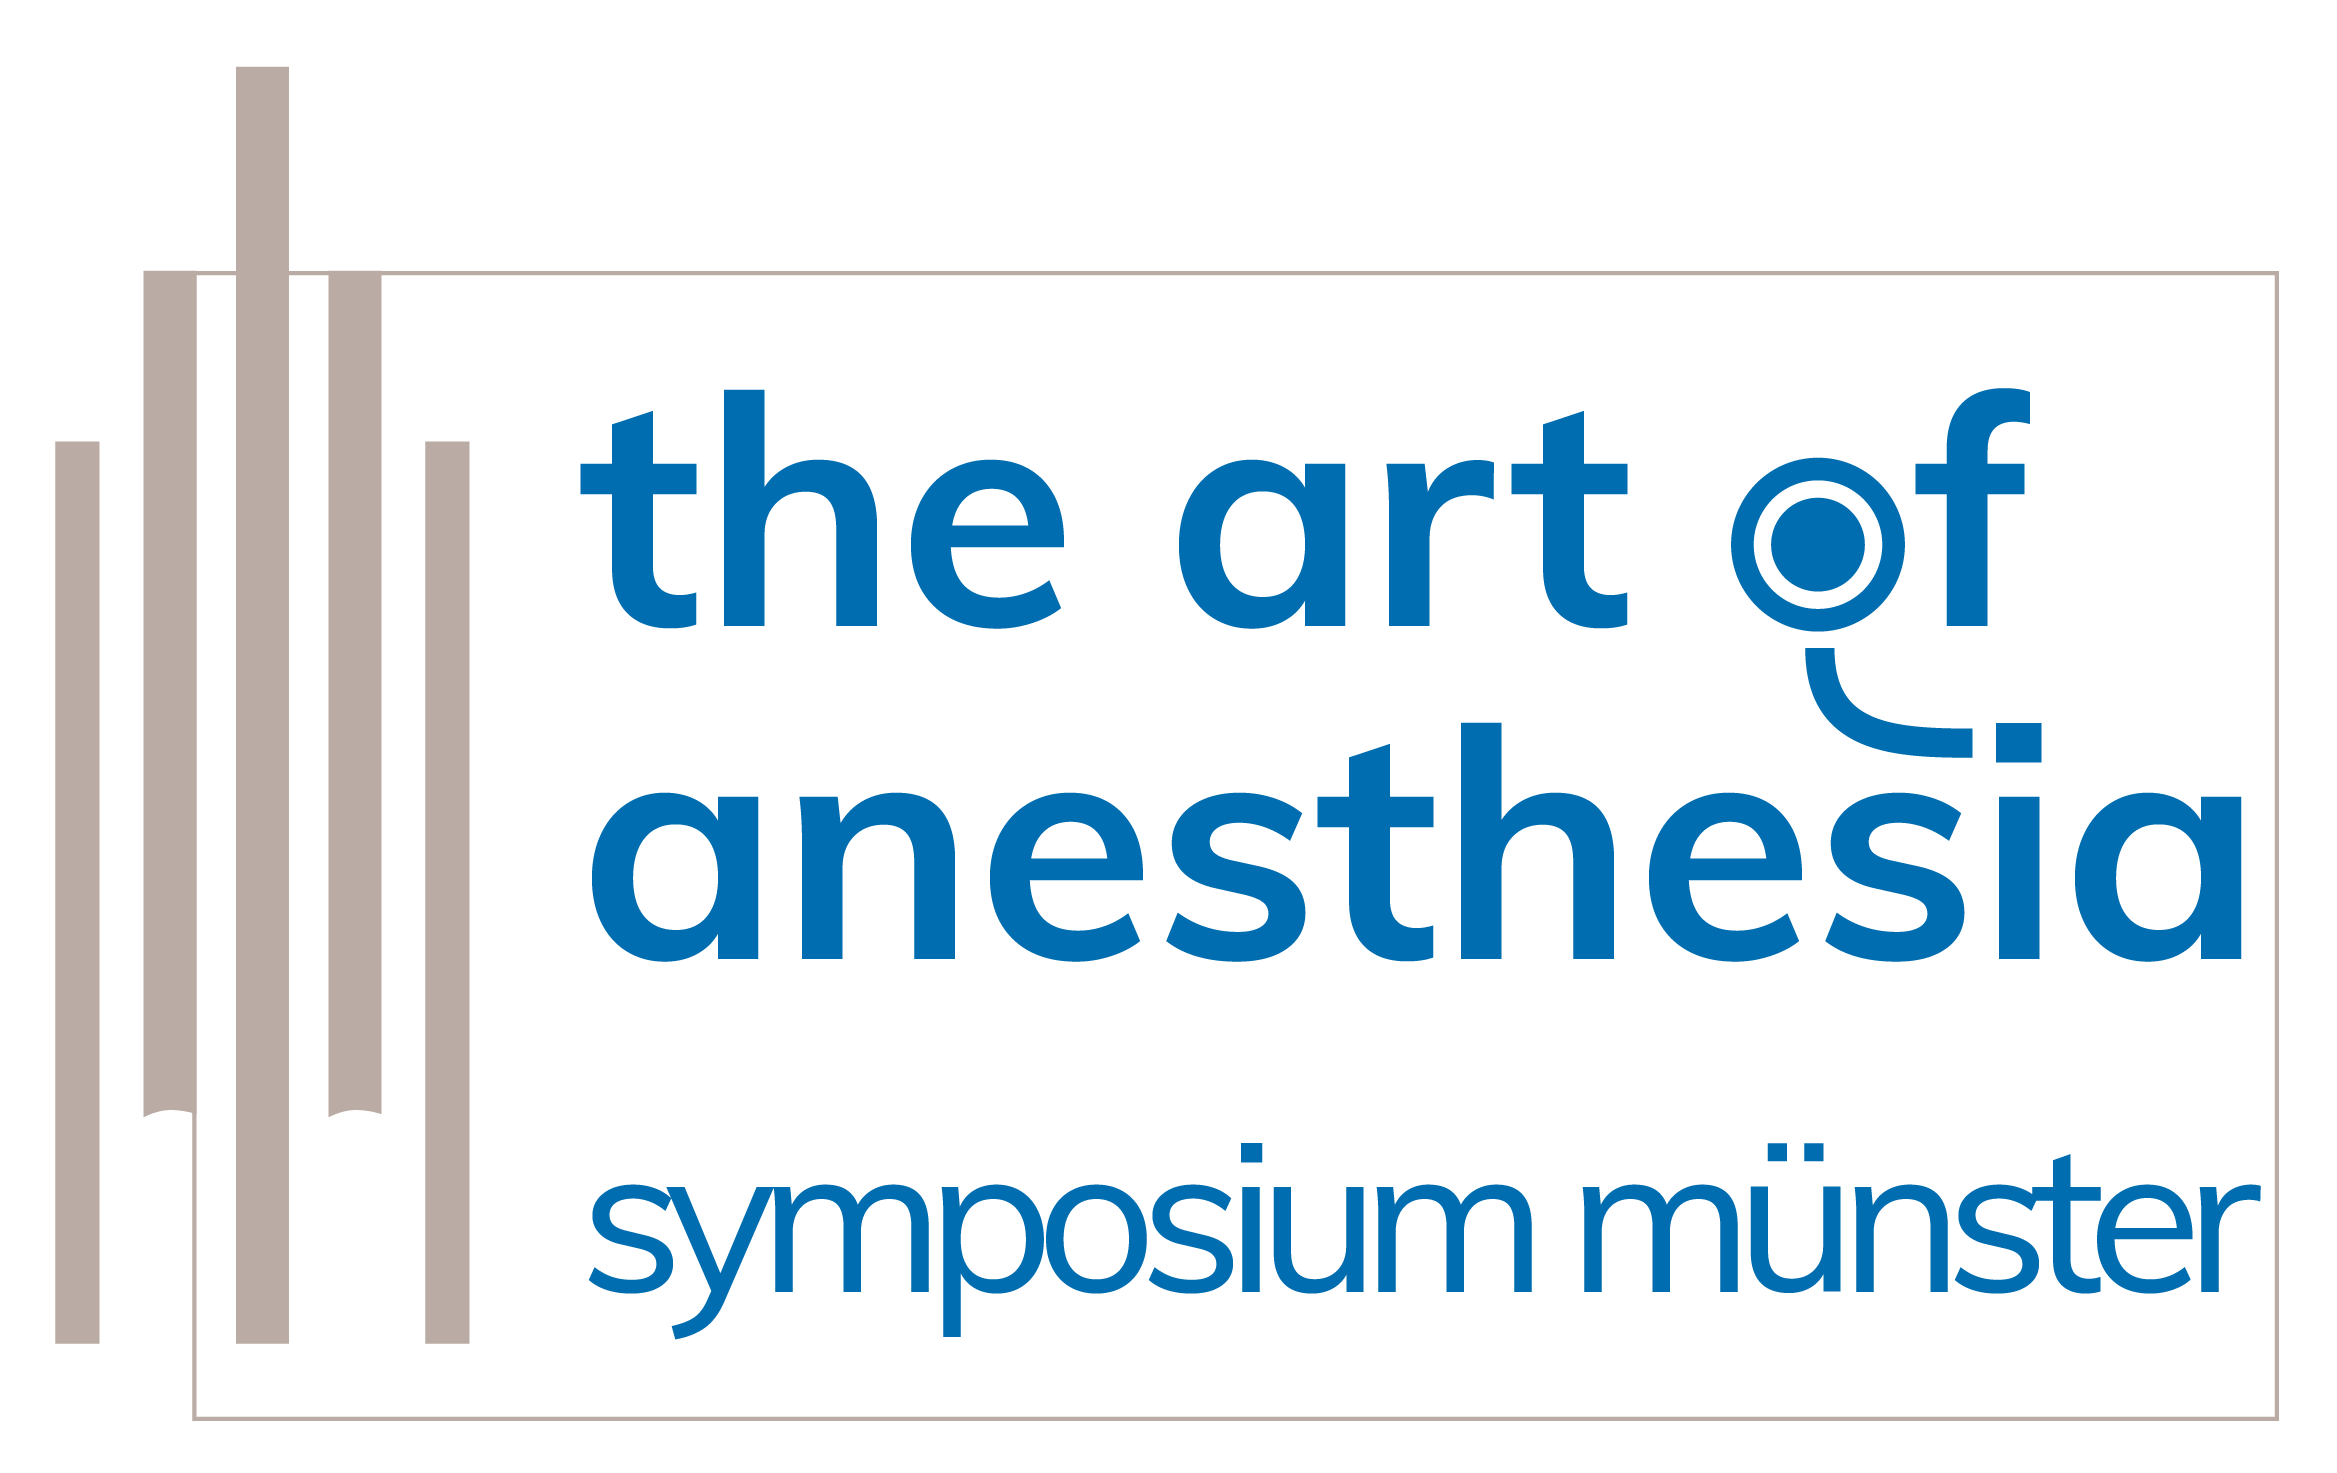 the art of
anesthesia
symposium münster